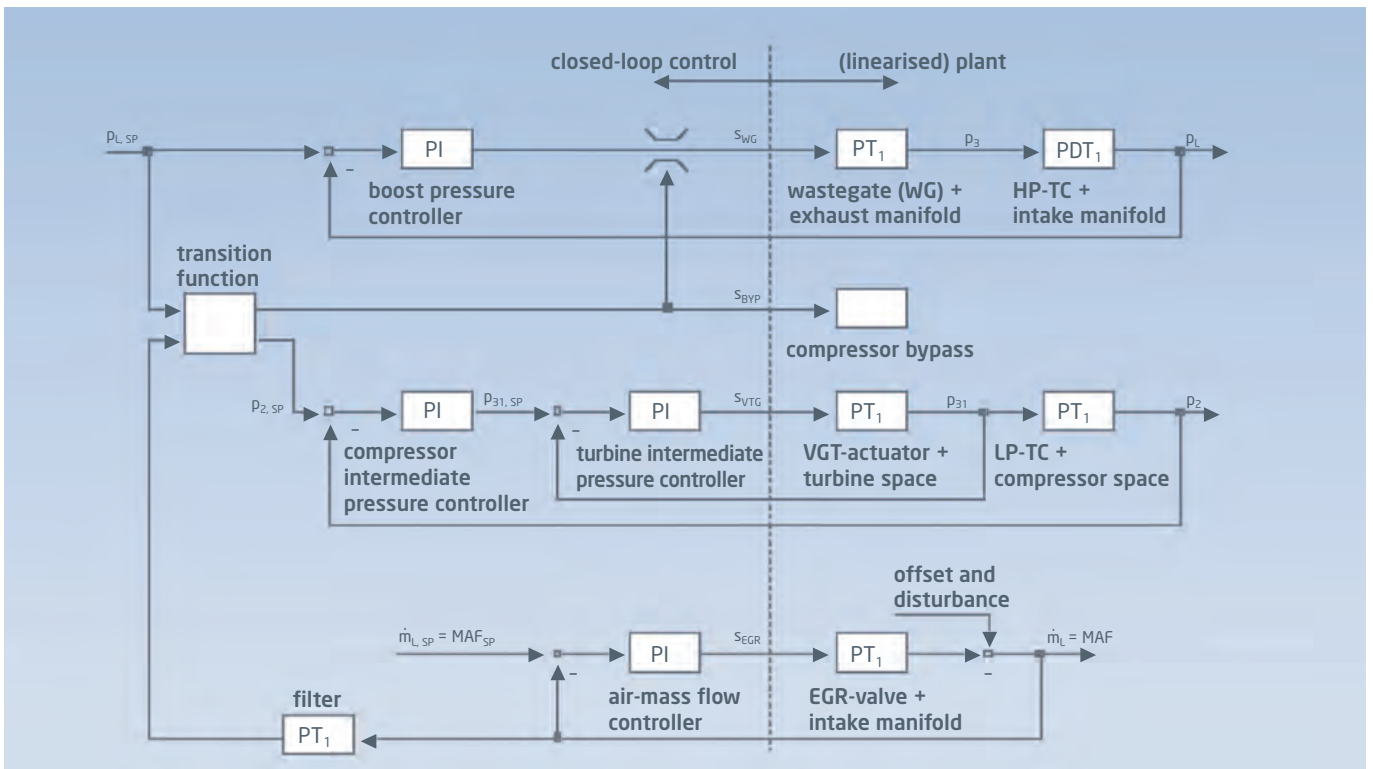 closed-loop control
(linearised) plant
p_L, SP
PI
s_WG
PT₁
p₃
PDT₁
p_L
–
boost pressure
controller
wastegate (WG) +
exhaust manifold
HP-TC +
intake manifold
transition
function
s_BYP
compressor bypass
p_2, SP
PI
p_31, SP
PI
s_VTG
PT₁
p₃₁
PT₁
p₂
–
–
compressor
intermediate
pressure controller
turbine intermediate
pressure controller
VGT-actuator +
turbine space
LP-TC +
compressor space
offset and
disturbance
ṁ_L, SP = MAF_SP
PI
s_EGR
PT₁
ṁ_L = MAF
–
–
air-mass flow
controller
EGR-valve +
intake manifold
filter
PT₁